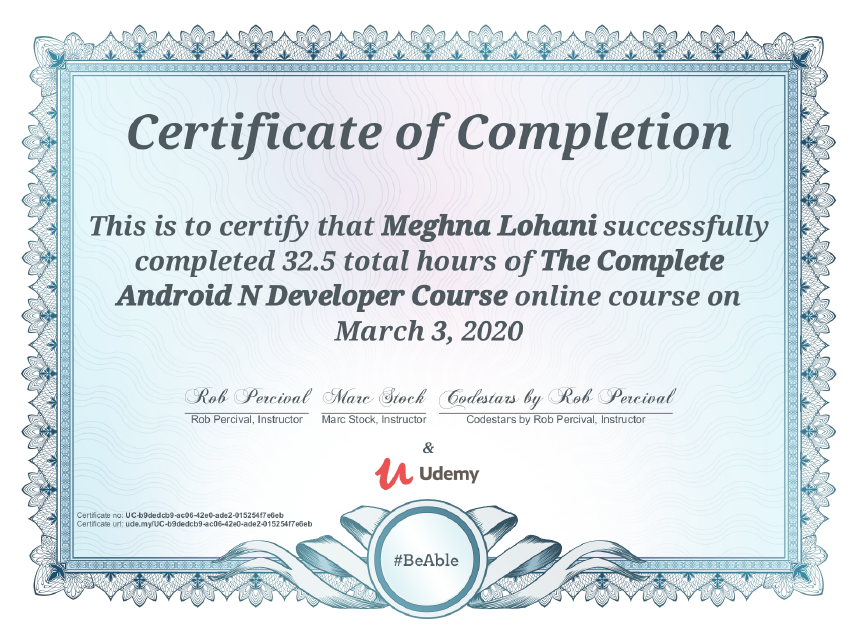 Certificate of Completion
This is to certify that Meghna Lohani successfully
completed 32.5 total hours of The Complete
Android N Developer Course online course on
March 3, 2020
Rob Percival Marc Stock Codestars by Rob Percival
Rob Percival, Instructor Marc Stock, Instructor Codestars by Rob Percival, Instructor
&
Udemy
Certificate no: UC-b9dedcb9-ac06-42e0-ade2-015254f7e6eb
Certificate url: ude.my/UC-b9dedcb9-ac06-42e0-ade2-015254f7e6eb
#BeAble